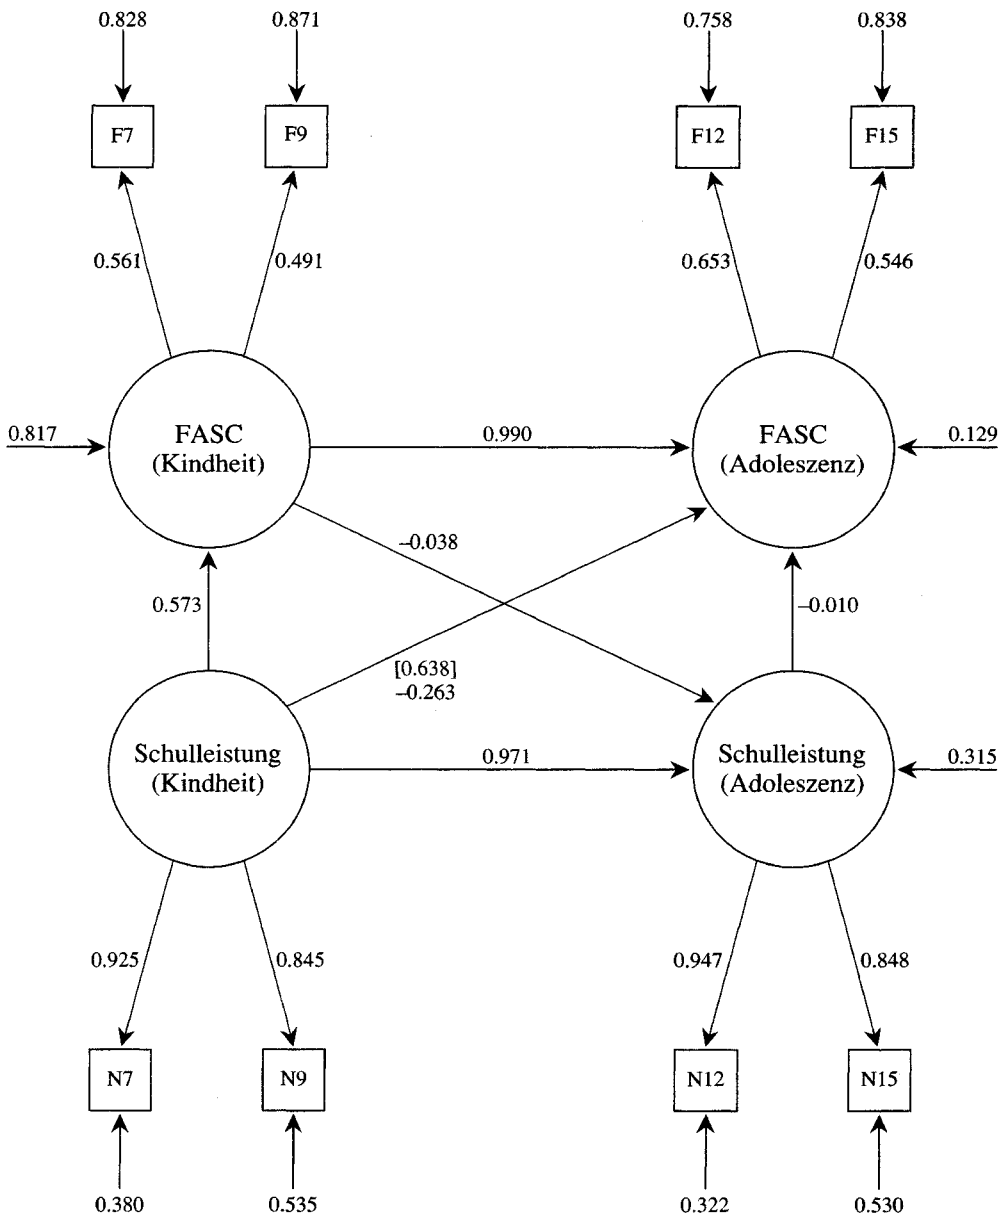 0.828 0.871 0.758 0.838
F7 F9 F12 F15
0.561 0.491 0.653 0.546
FASC
(Kindheit)
FASC
(Adoleszenz)
0.817 0.990 0.129
–0.038
0.573 –0.010
[0.638]
–0.263
Schulleistung
(Kindheit)
Schulleistung
(Adoleszenz)
0.971 0.315
0.925 0.845 0.947 0.848
N7 N9 N12 N15
0.380 0.535 0.322 0.530